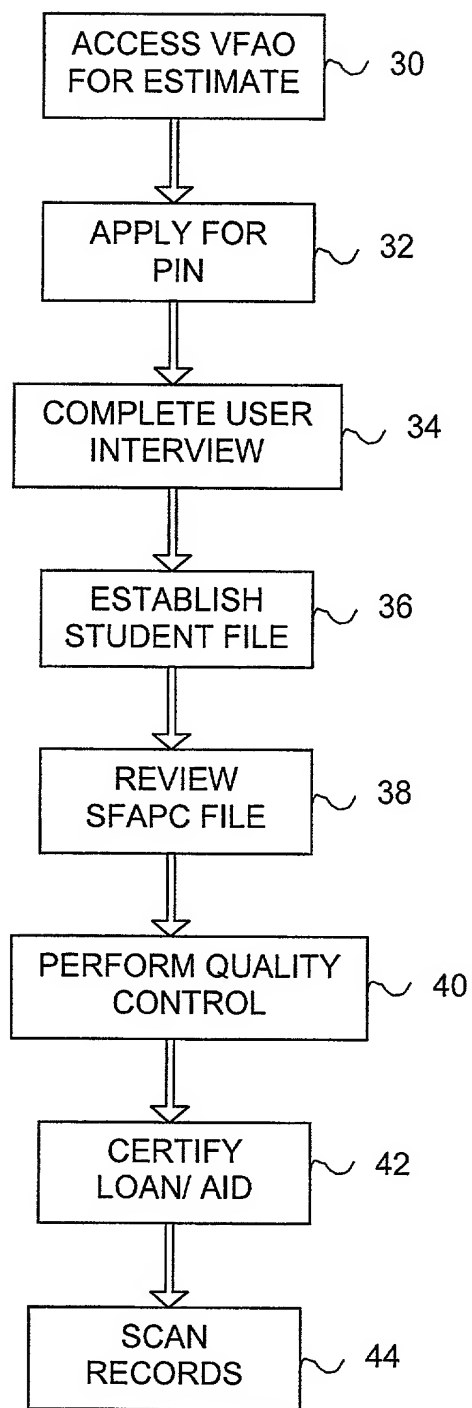 ACCESS VFAO
FOR ESTIMATE
30
APPLY FOR
PIN
32
COMPLETE USER
INTERVIEW
34
ESTABLISH
STUDENT FILE
36
REVIEW
SFAPC FILE
38
PERFORM QUALITY
CONTROL
40
CERTIFY
LOAN/ AID
42
SCAN
RECORDS
44